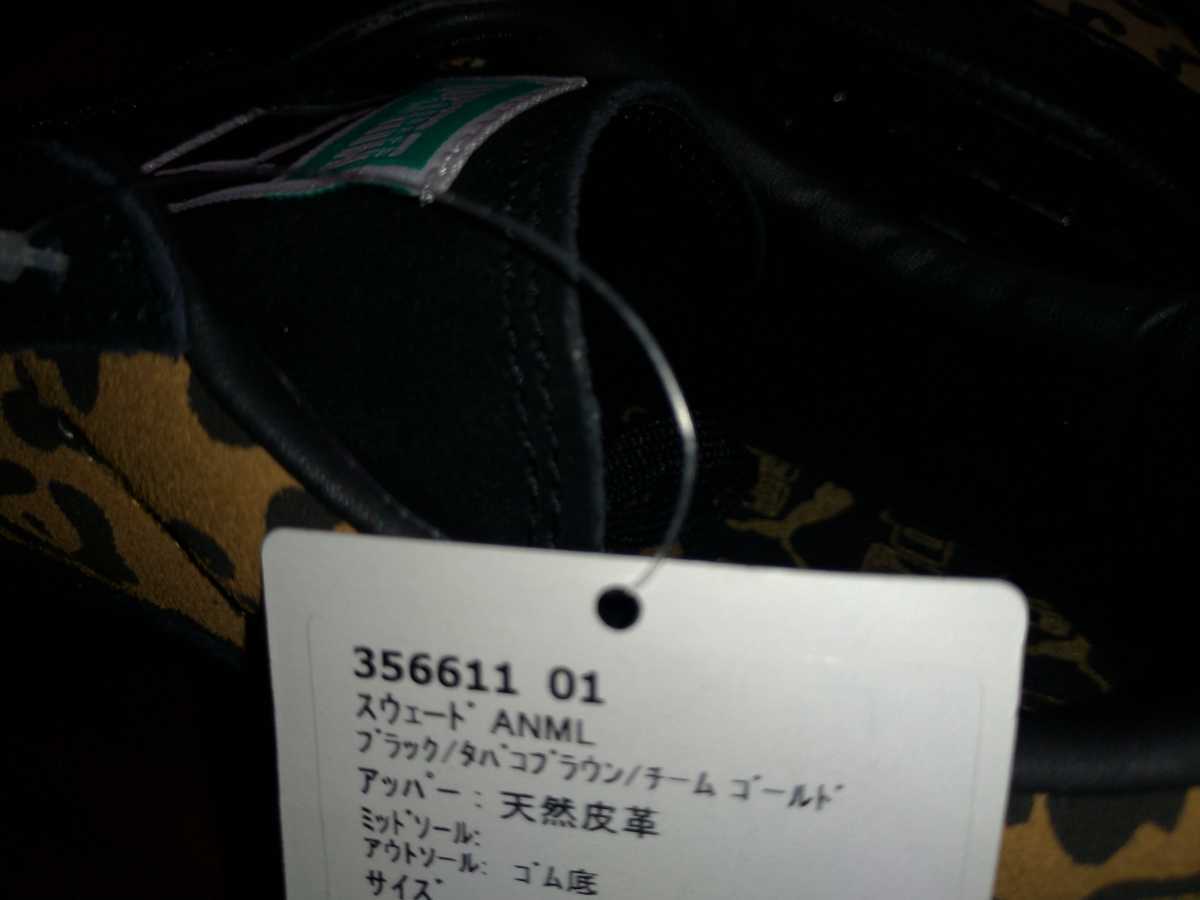 356611 01
ｽｳｪｰﾄﾞ ANML
ﾌﾞﾗｯｸ/ﾀﾊﾞｺﾌﾞﾗｳﾝ/ﾁｰﾑ ｺﾞｰﾙﾄﾞ
アッパー: 天然皮革
ﾐｯﾄﾞｿｰﾙ:
ｱｳﾄｿｰﾙ: ｺﾞﾑ底
サイズ